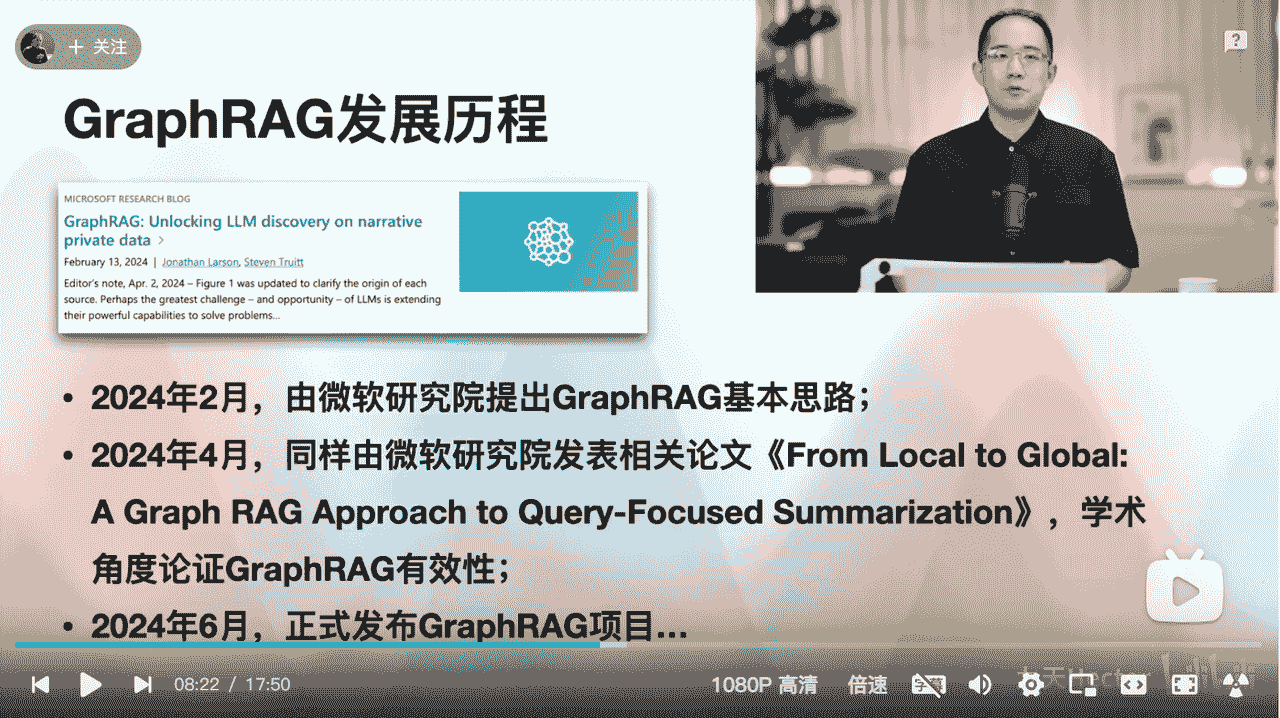 + 关注
?
GraphRAG发展历程
MICROSOFT RESEARCH BLOG
GraphRAG: Unlocking LLM discovery on narrative
private data >
February 13, 2024 | Jonathan Larson, Steven Truitt
Editor's note, Apr. 2, 2024 – Figure 1 was updated to clarify the origin of each
source. Perhaps the greatest challenge – and opportunity – of LLMs is extending
their powerful capabilities to solve problems...
• 2024年2月，由微软研究院提出GraphRAG基本思路；
• 2024年4月，同样由微软研究院发表相关论文《From Local to Global:
A Graph RAG Approach to Query-Focused Summarization》，学术
角度论证GraphRAG有效性；
• 2024年6月，正式发布GraphRAG项目...
08:22 / 17:50
1080P 高清
倍速
字幕